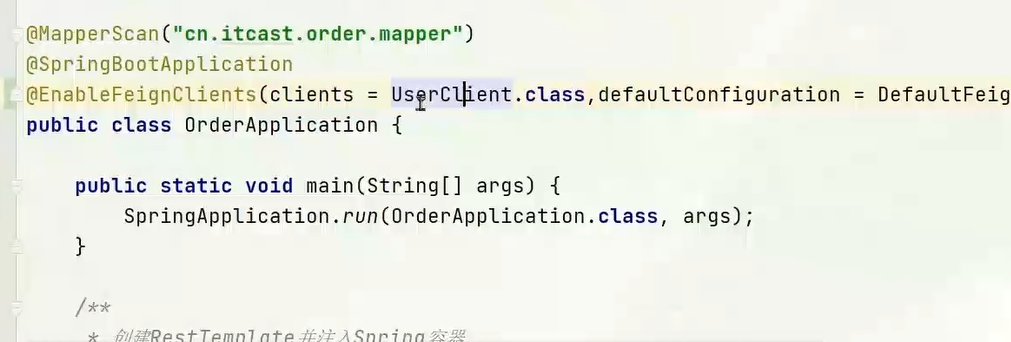 @MapperScan("cn.itcast.order.mapper")
@SpringBootApplication
@EnableFeignClients(clients = UserClient.class,defaultConfiguration = DefaultFeig
public class OrderApplication {
public static void main(String[] args) {
SpringApplication.run(OrderApplication.class, args);
}
/**
* 创建RestTemplate并注入Spring容器